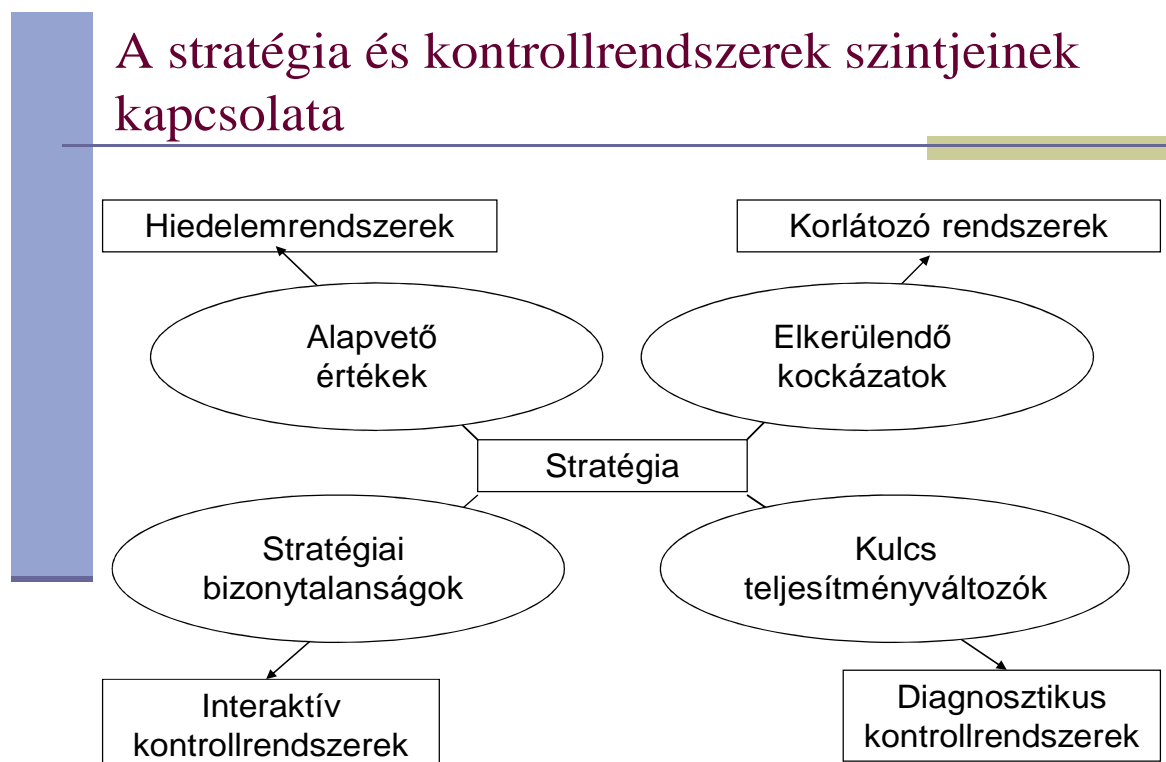 A stratégia és kontrollrendszerek szintjeinek
kapcsolata
Hiedelemrendszerek
Korlátozó rendszerek
Alapvető
értékek
Elkerülendő
kockázatok
Stratégia
Stratégiai
bizonytalanságok
Kulcs
teljesítményváltozók
Interaktív
kontrollrendszerek
Diagnosztikus
kontrollrendszerek